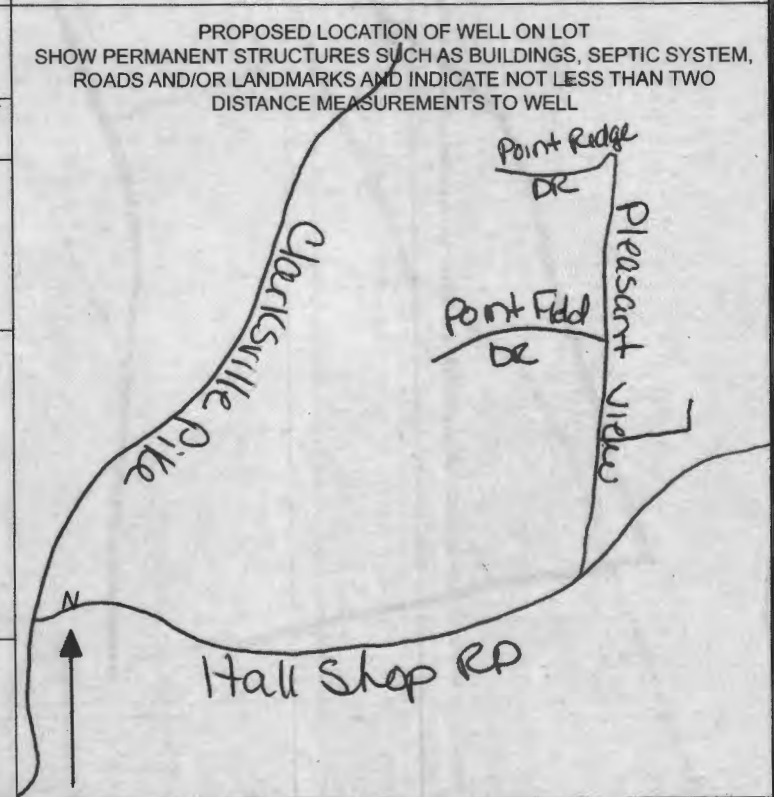 PROPOSED LOCATION OF WELL ON LOT
SHOW PERMANENT STRUCTURES SUCH AS BUILDINGS, SEPTIC SYSTEM,
ROADS AND/OR LANDMARKS AND INDICATE NOT LESS THAN TWO
DISTANCE MEASUREMENTS TO WELL
Point Ridge
DR
Pleasant View
Clarksville Pike
Point Field
DR
N
Hall Shop RD